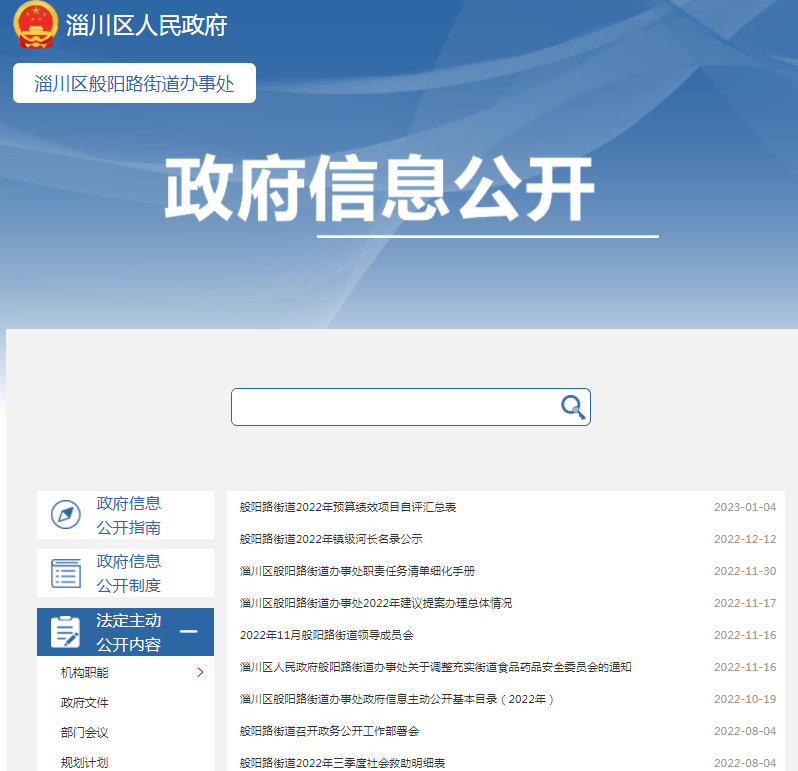 淄川区人民政府
淄川区般阳路街道办事处
政府信息公开
政府信息
公开指南
政府信息
公开制度
法定主动
公开内容
机构职能
政府文件
部门会议
规划计划
般阳路街道2022年预算绩效项目自评汇总表 2023-01-04
般阳路街道2022年镇级河长名录公示 2022-12-12
淄川区般阳路街道办事处职责任务清单细化手册 2022-11-30
淄川区般阳路街道办事处2022年建议提案办理总体情况 2022-11-17
2022年11月般阳路街道领导成员会 2022-11-16
淄川区人民政府般阳路街道办事处关于调整充实街道食品药品安全委员会的通知 2022-11-16
淄川区般阳路街道办事处政府信息主动公开基本目录（2022年） 2022-10-19
般阳路街道召开政务公开工作部署会 2022-08-04
般阳路街道2022年三季度社会救助明细表 2022-08-04